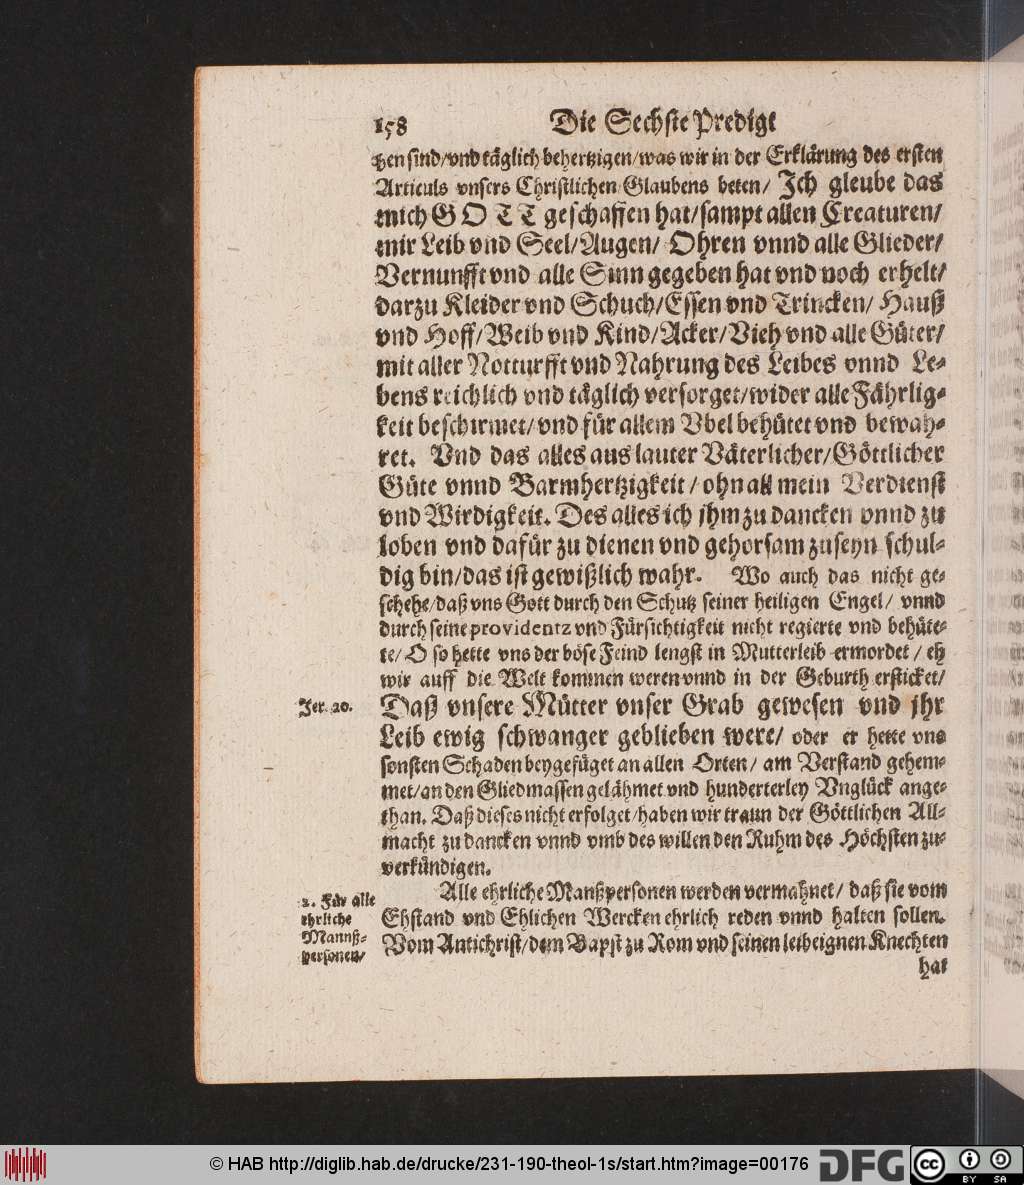 158 Die Sechste Predigt
chen sind/vnd täglich behertzigen/was wir in der Erklärung des ersten
Articuls vnsers Christlichen Glaubens beten/ Ich gleube das
mich GOTT geschaffen hat/sampt allen Creaturen/
mir Leib vnd Seel/Augen/ Ohren vnnd alle Glieder/
Vernunfft vnd alle Sinn gegeben hat vnd noch erhelt/
darzu Kleider vnd Schuch/Essen vnd Trincken/ Hauß
vnd Hoff/Weib vnd Kind/Acker/Vieh vnd alle Güter/
mit aller Notturfft vnd Nahrung des Leibes vnnd Le-
bens reichlich vnd täglich versorget/wider alle Fährlig-
keit beschirmet/vnd für allem Vbel behütet vnd bewah-
ret. Vnd das alles aus lauter Väterlicher/Göttlicher
Güte vnnd Barmhertzigkeit/ohn all mein Verdienst
vnd Wirdigkeit. Des alles ich jhm zu dancken vnnd zu
loben vnd dafür zu dienen vnd gehorsam zuseyn schul-
dig bin/das ist gewißlich wahr. Wo auch das nicht ge-
schehe/daß vns Gott durch den Schutz seiner heiligen Engel/ vnnd
durch seine providentz vnd Fürsichtigkeit nicht regierte vnd behüte-
te/O so hette vns der böse Feind lengst in Mutterleib ermordet/eh
wir auff die Welt kommen weren vnnd in der Geburth ersticket/
Jer. 20. Daß vnsere Mütter vnser Grab gewesen vnd jhr
Leib ewig schwanger geblieben were/ oder er hette vns
sonsten Schaden beygefüget an allen Orten/ am Verstand gehem-
met/an den Gliedmassen gelähmet vnd hunderterley Vnglück ange-
than. Daß dieses nicht erfolget/haben wir traun der Göttlichen All-
macht zu dancken vnnd vmb des willen den Ruhm des Höchsten zu-
verkündigen.
Alle ehrliche Manßpersonen werden vermahnet/ daß sie vom
Ehstand vnd Ehlichen Wercken ehrlich reden vnnd halten sollen.
Vom Antichrist/dem Bapst zu Rom vnd seinen leibeignen Knechten
hat
2. Für alle
ehrliche
Mannß-
personen/
© HAB http://diglib.hab.de/drucke/231-190-theol-1s/start.htm?image=00176 DFG cc BY SA